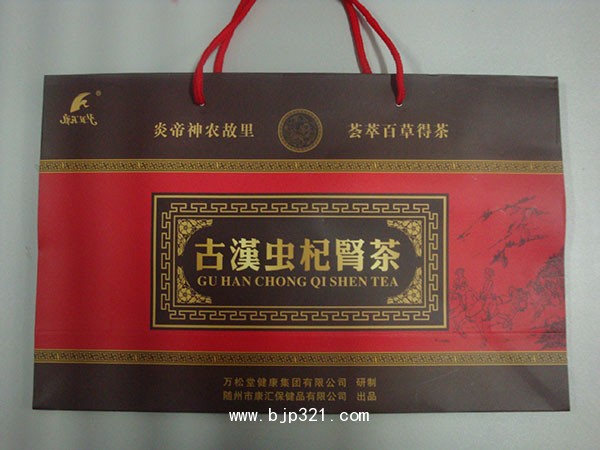 炎帝神农故里 荟萃百草得茶
古漢虫杞腎茶
GU HAN CHONG QI SHEN TEA
万松堂健康集团有限公司 研制
随州市康汇保健品有限公司 出品
www.bjp321.com